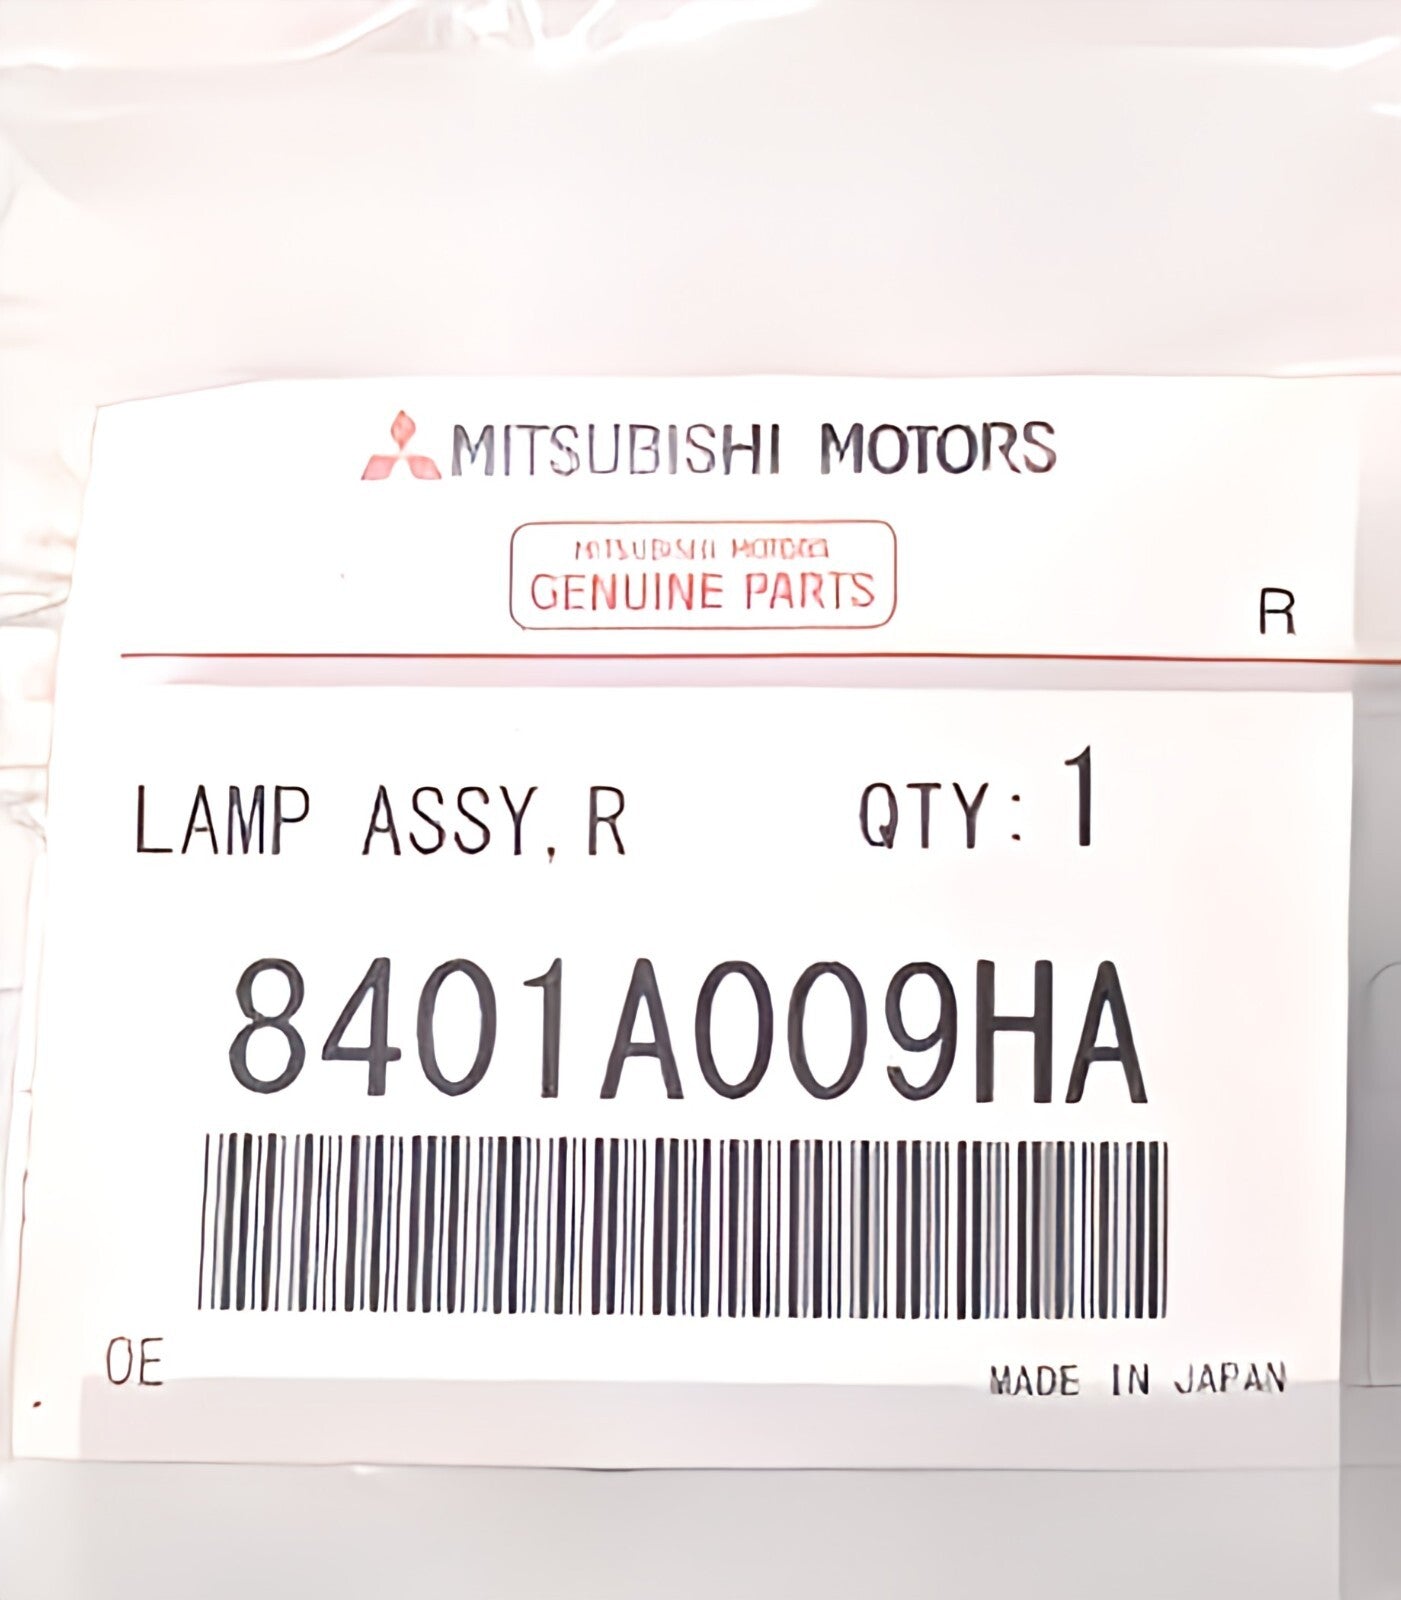 MITSUBISHI MOTORS
MITSUBISHI MOTORS
GENUINE PARTS
R
LAMP ASSY, R QTY: 1
8401A009HA
OE
MADE IN JAPAN